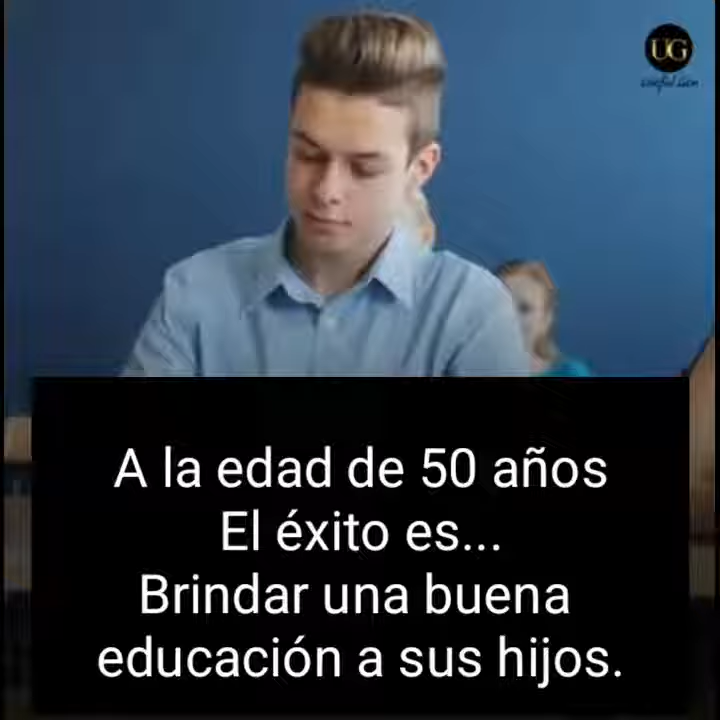 UG
A la edad de 50 años
El éxito es...
Brindar una buena
educación a sus hijos.